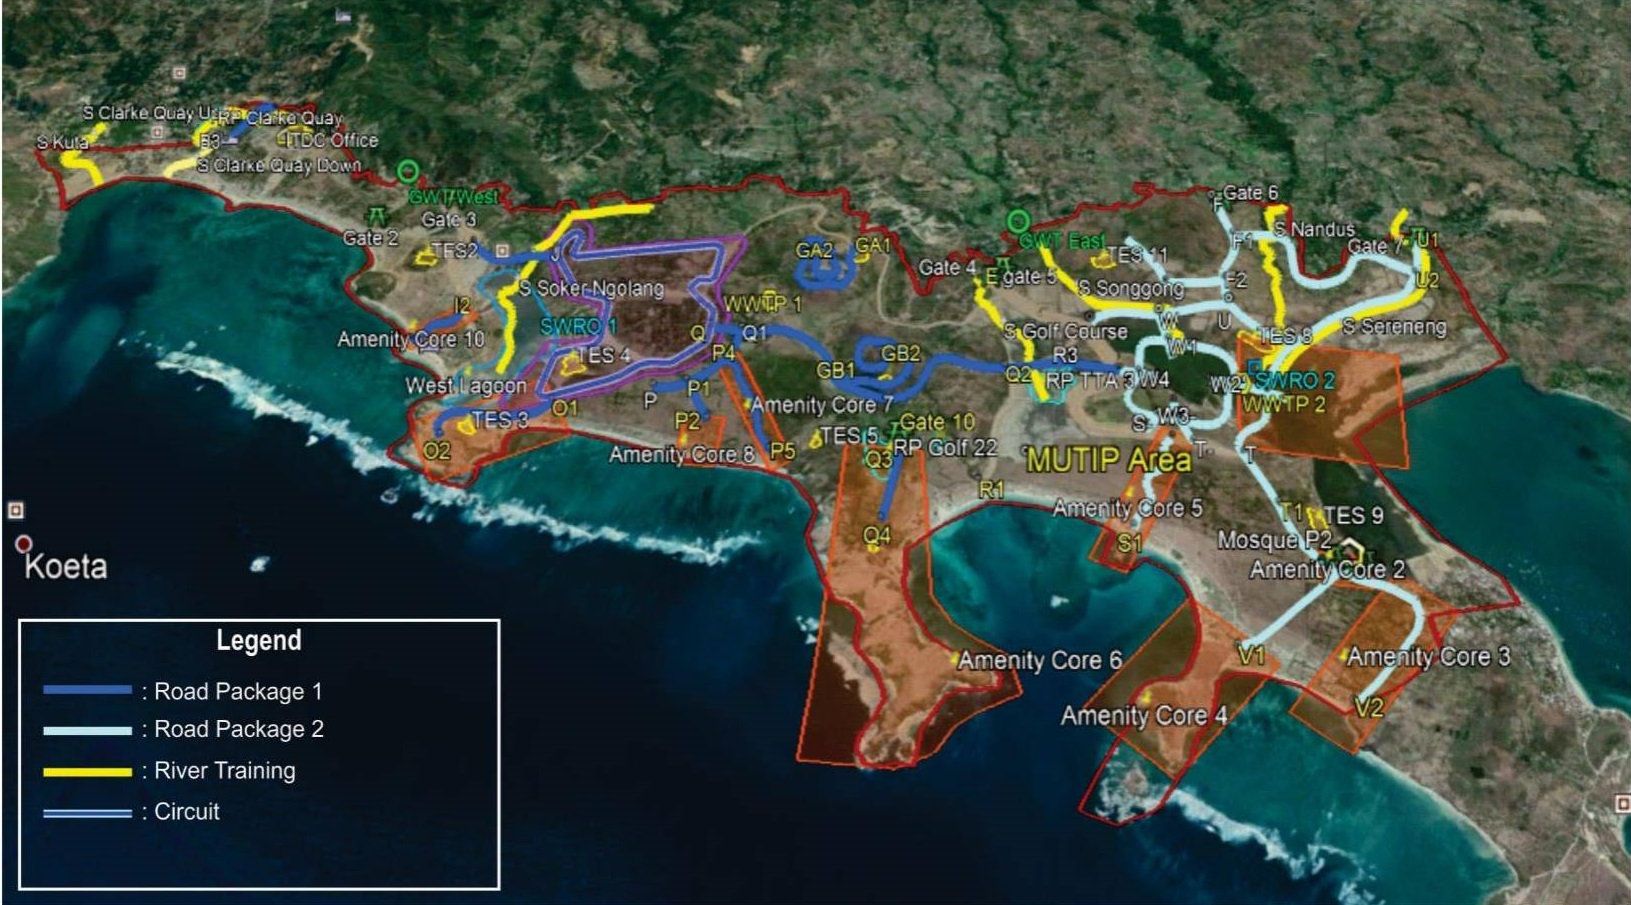 S Clarke Quay U
RP Clarke Quay
S Kuta
B3
ITDC Office
S Clarke Quay Down
GWT West
Gate 3
Gate 2
TES2
J
GA2
GA1
Gate 6
F
F1
S Nandus
Gate 7
U1
GWT East
TES 11
Gate 4
E gate 5
F2
U2
S Soker Ngolang
S Songgong
I2
WWTP 1
SWRO 1
Q
Q1
W
U
S Golf Course
S Sereneng
TES 8
Amenity Core 10
TES 4
P4
GB2
GB1
R3
W1
West Lagoon
P
P1
Q2
RP TTA 3
W4
W2
SWRO 2
WWTP 2
O1
Amenity Core 7
TES 3
P2
Gate 10
TES 5
W3
S
O2
Amenity Core 8
P5
Q3
RP Golf 22
MUTIP Area
T
T
R1
Amenity Core 5
T1
TES 9
Q4
S1
Mosque P2
Amenity Core 2
Koeta
Amenity Core 6
V1
Amenity Core 3
Amenity Core 4
V2
Legend
: Road Package 1
: Road Package 2
: River Training
: Circuit